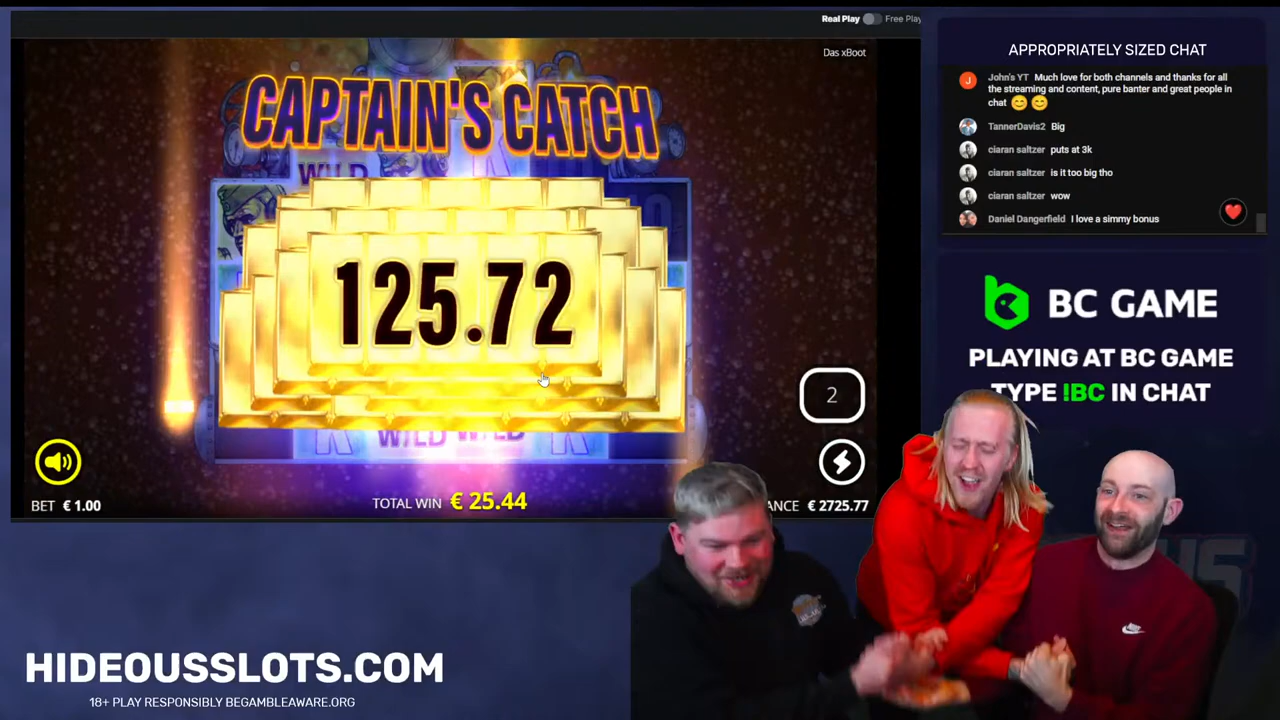 Real Play Free Play
Das xBoot
CAPTAIN'S CATCH
WILD
125.72
2
WILD WILD
BET € 1.00
TOTAL WIN € 25.44
ANCE € 2725.77
HIDEOUSSLOTS.COM
18+ PLAY RESPONSIBLY BEGAMBLEAWARE.ORG
APPROPRIATELY SIZED CHAT
J
John's YT Much love for both channels and thanks for all
the streaming and content, pure banter and great people in
chat 😊 😊
TannerDavis2 Big
ciaran saltzer puts at 3k
ciaran saltzer is it too big tho
ciaran saltzer wow
Daniel Dangerfield I love a simmy bonus
BC GAME
PLAYING AT BC GAME
TYPE !BC IN CHAT